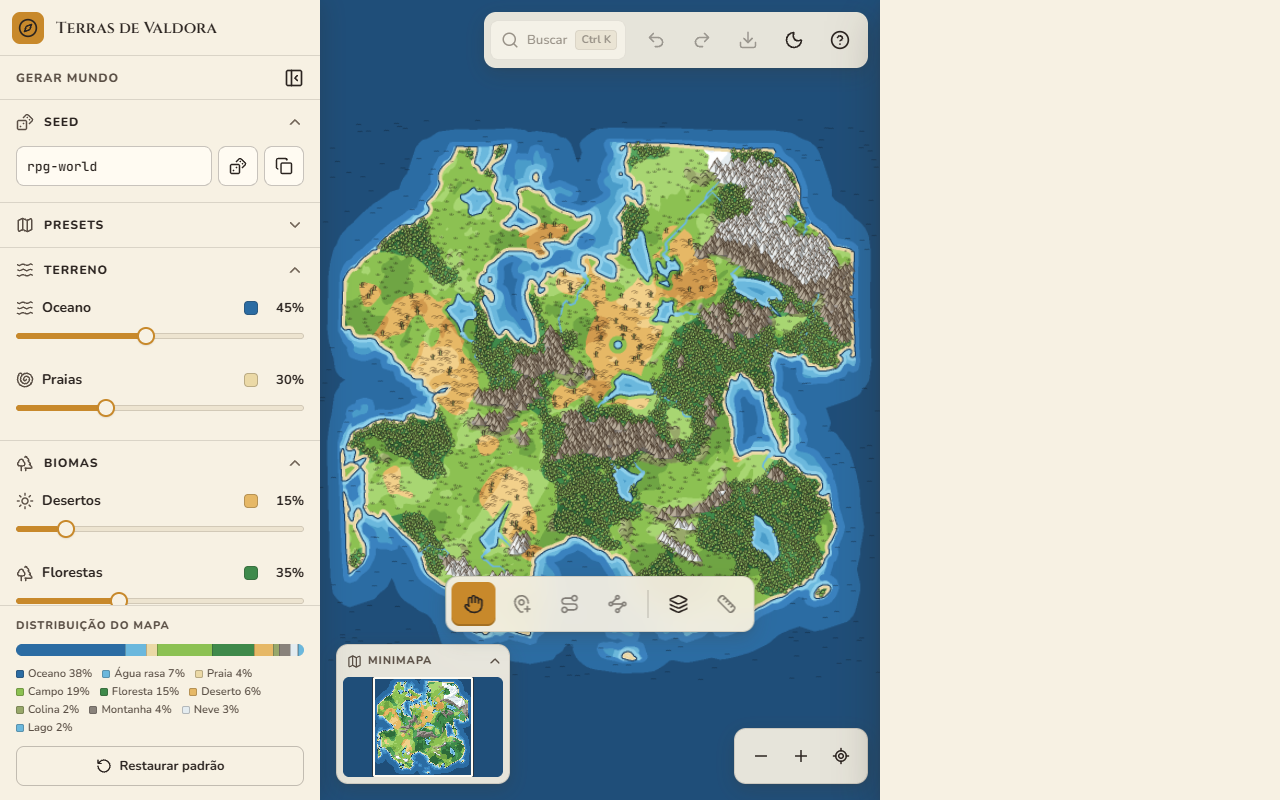 Terras de Valdora
GERAR MUNDO
SEED
rpg-world
PRESETS
TERRENO
Oceano 45%
Praias 30%
BIOMAS
Desertos 15%
Florestas 35%
DISTRIBUIÇÃO DO MAPA
Oceano 38% Água rasa 7% Praia 4%
Campo 19% Floresta 15% Deserto 6%
Colina 2% Montanha 4% Neve 3%
Lago 2%
Restaurar padrão
Buscar Ctrl K
MINIMAPA